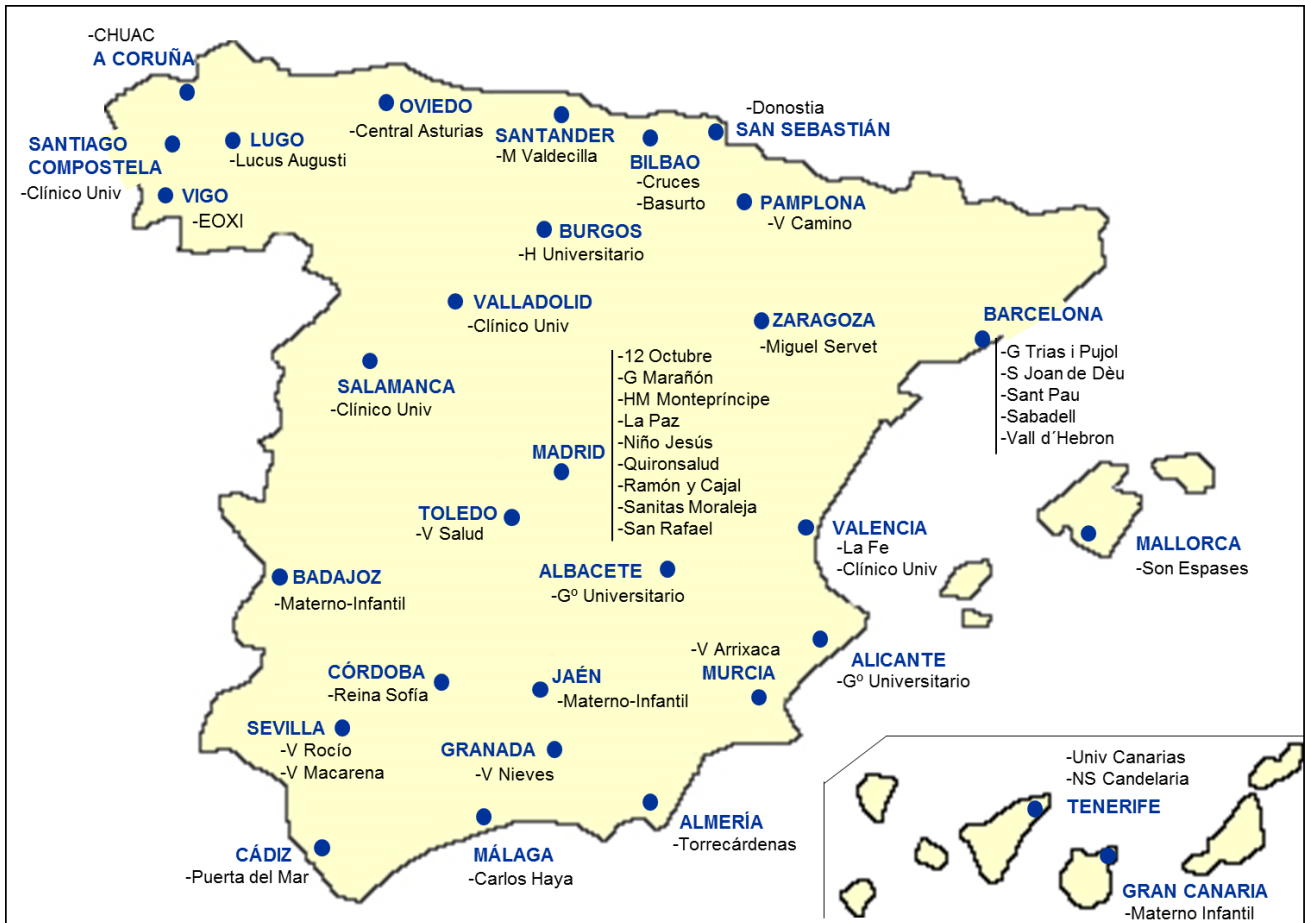 -CHUAC
A CORUÑA
SANTIAGO
COMPOSTELA
-Clínico Univ
LUGO
-Lucus Augusti
VIGO
-EOXI
OVIEDO
-Central Asturias
SANTANDER
-M Valdecilla
BILBAO
-Cruces
-Basurto
-Donostia
SAN SEBASTIÁN
PAMPLONA
-V Camino
BURGOS
-H Universitario
VALLADOLID
-Clínico Univ
ZARAGOZA
-Miguel Servet
BARCELONA
-G Trias i Pujol
-S Joan de Dèu
-Sant Pau
-Sabadell
-Vall d´Hebron
SALAMANCA
-Clínico Univ
MADRID
-12 Octubre
-G Marañón
-HM Montepríncipe
-La Paz
-Niño Jesús
-Quironsalud
-Ramón y Cajal
-Sanitas Moraleja
-San Rafael
TOLEDO
-V Salud
VALENCIA
-La Fe
-Clínico Univ
MALLORCA
-Son Espases
BADAJOZ
-Materno-Infantil
ALBACETE
-Gº Universitario
-V Arrixaca
MURCIA
ALICANTE
-Gº Universitario
CÓRDOBA
-Reina Sofía
JAÉN
-Materno-Infantil
SEVILLA
-V Rocío
-V Macarena
GRANADA
-V Nieves
ALMERÍA
-Torrecárdenas
CÁDIZ
-Puerta del Mar
MÁLAGA
-Carlos Haya
-Univ Canarias
-NS Candelaria
TENERIFE
GRAN CANARIA
-Materno Infantil